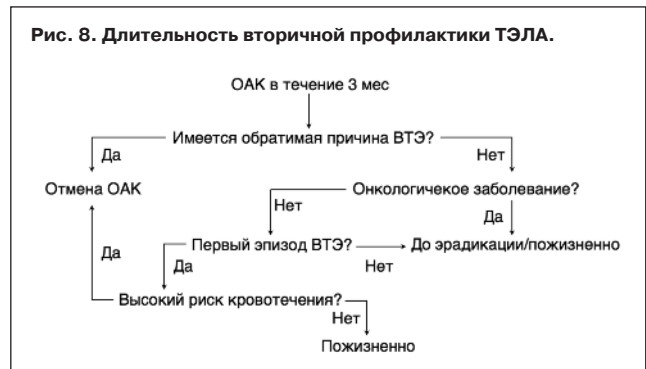 Рис. 8. Длительность вторичной профилактики ТЭЛА.
ОАК в течение 3 мес
Имеется обратимая причина ВТЭ?
Да
Нет
Отмена ОАК
Онкологичекое заболевание?
Нет
Да
Да
Первый эпизод ВТЭ?
До эрадикации/пожизненно
Да
Нет
Высокий риск кровотечения?
Нет
Пожизненно